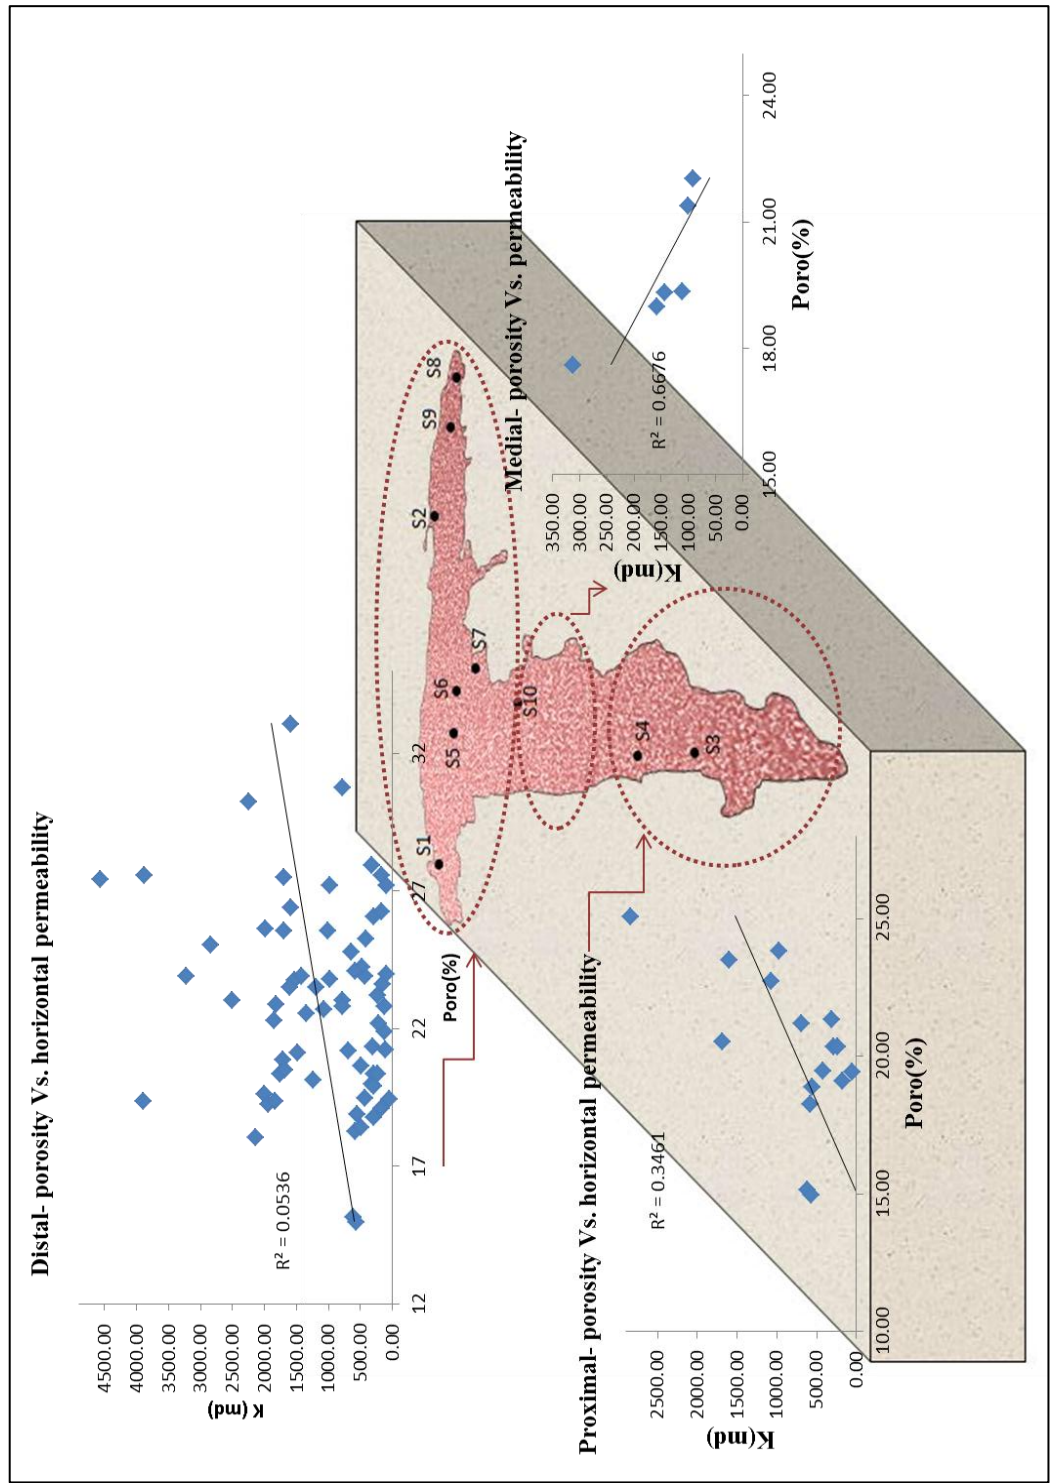 Distal- porosity Vs. horizontal permeability
K (md)
4500.00
4000.00
3500.00
3000.00
2500.00
2000.00
1500.00
1000.00
500.00
0.00
R² = 0.0536
12
17
22
27
32
Poro(%)
S1
S5
S6
S7
S2
S9
S8
S10
S4
S3
Medial- porosity Vs. permeability
K(md)
350.00
300.00
250.00
200.00
150.00
100.00
50.00
0.00
R² = 0.6676
15.00
18.00
21.00
24.00
Poro(%)
Proximal- porosity Vs. horizontal permeability
K(md)
2500.00
2000.00
1500.00
1000.00
500.00
0.00
R² = 0.3461
10.00
15.00
20.00
25.00
Poro(%)